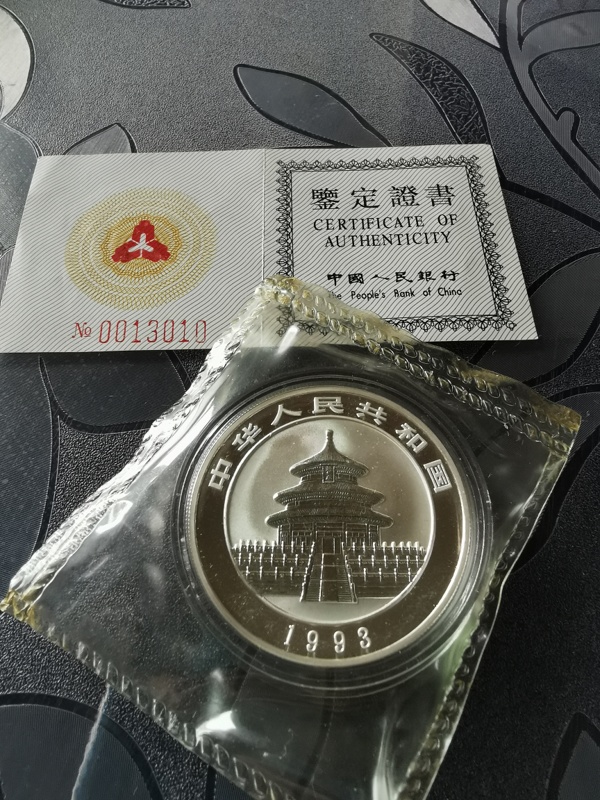 鑒定證書
CERTIFICATE OF
AUTHENTICITY
中國人民銀行
The People's Bank of China
№ 0013010
中华人民共和国
1993